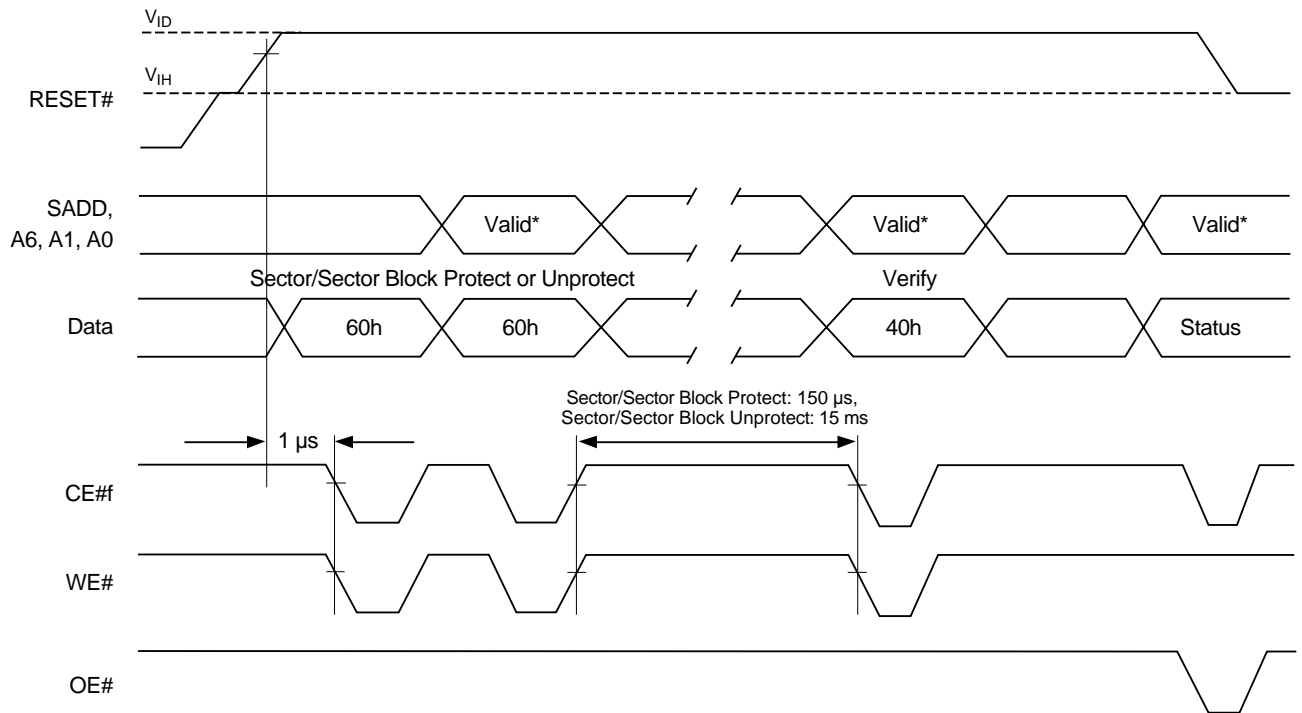 VID
VIH
RESET#
SADD,
A6, A1, A0
Valid*
Valid*
Valid*
Sector/Sector Block Protect or Unprotect
Verify
Data
60h
60h
40h
Status
Sector/Sector Block Protect: 150 µs,
Sector/Sector Block Unprotect: 15 ms
1 µs
CE#f
WE#
OE#